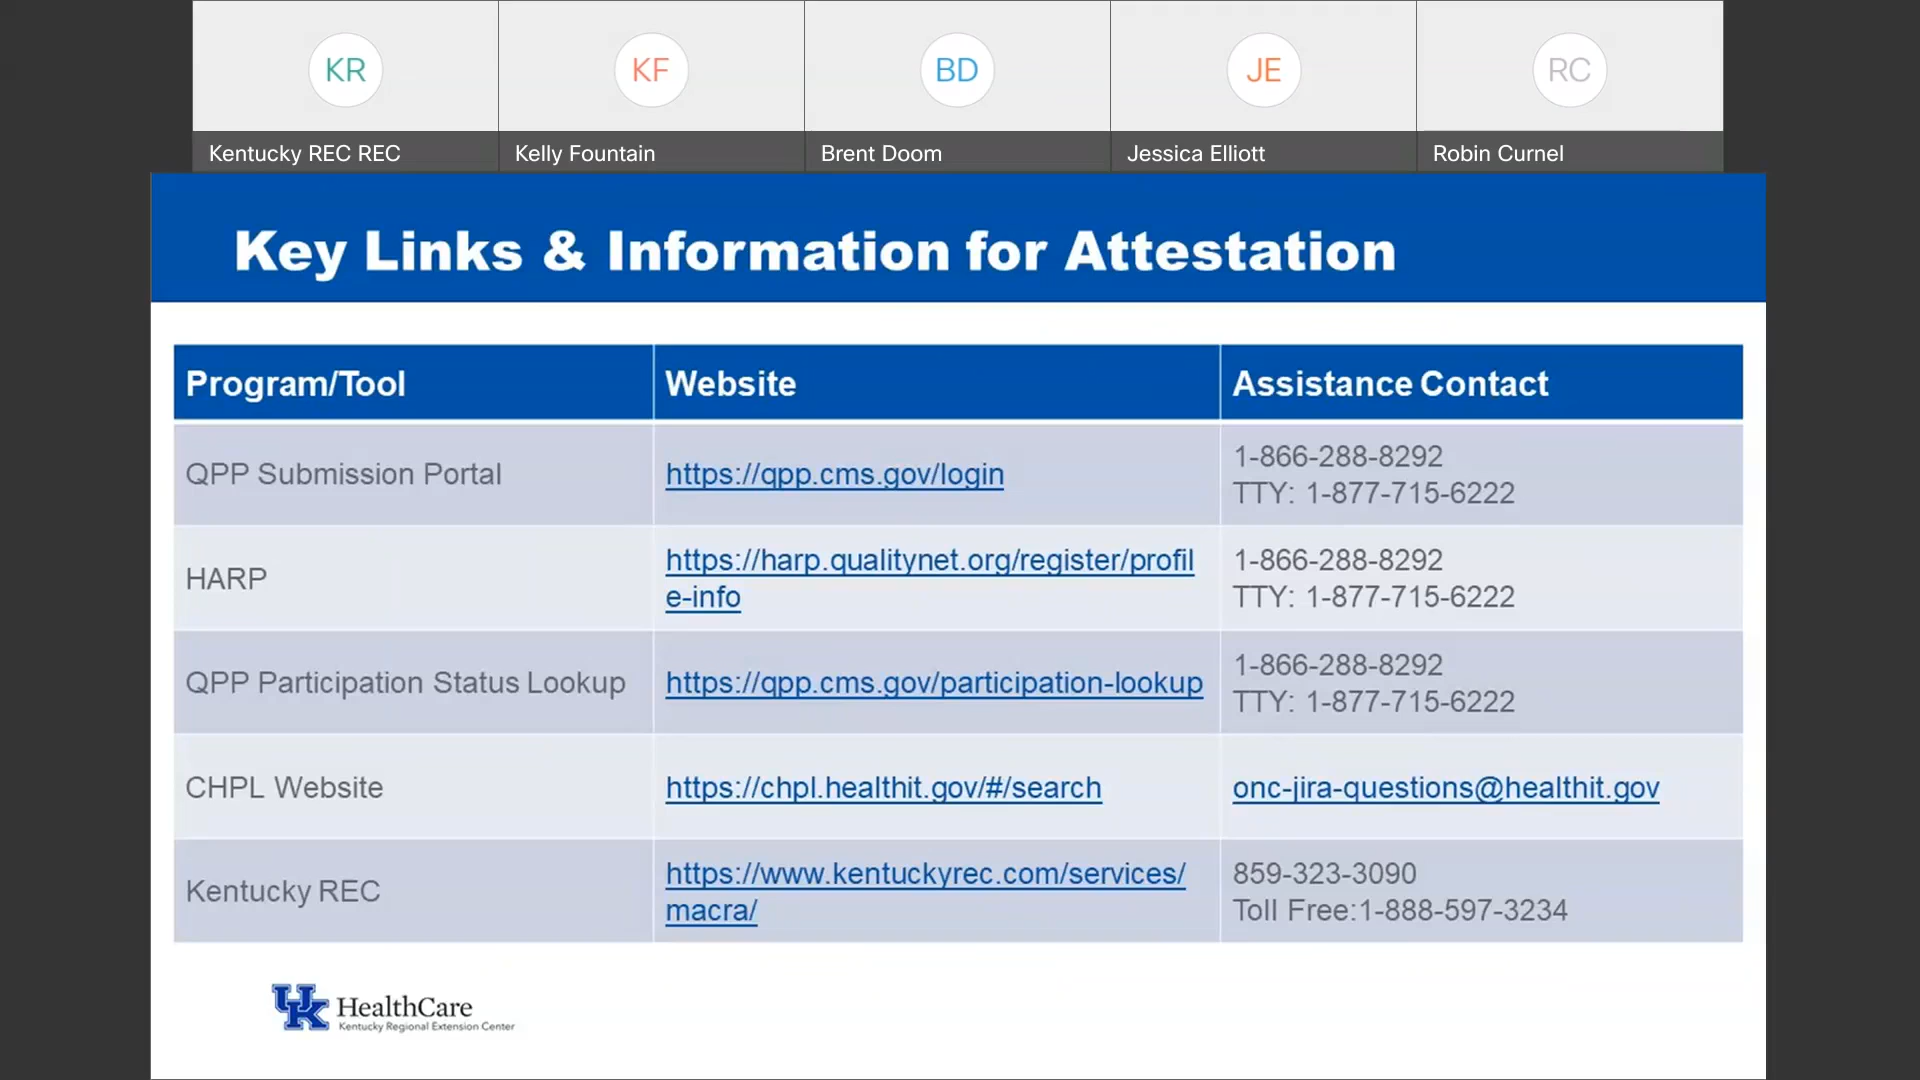 KR
KF
BD
JE
RC
Kentucky REC REC
Kelly Fountain
Brent Doom
Jessica Elliott
Robin Curnel
Key Links & Information for Attestation
Program/Tool
Website
Assistance Contact
QPP Submission Portal
https://qpp.cms.gov/login
1-866-288-8292
TTY: 1-877-715-6222
HARP
https://harp.qualitynet.org/register/profil
e-info
1-866-288-8292
TTY: 1-877-715-6222
QPP Participation Status Lookup
https://qpp.cms.gov/participation-lookup
1-866-288-8292
TTY: 1-877-715-6222
CHPL Website
https://chpl.healthit.gov/#/search
onc-jira-questions@healthit.gov
Kentucky REC
https://www.kentuckyrec.com/services/
macra/
859-323-3090
Toll Free:1-888-597-3234
UK HealthCare
Kentucky Regional Extension Center